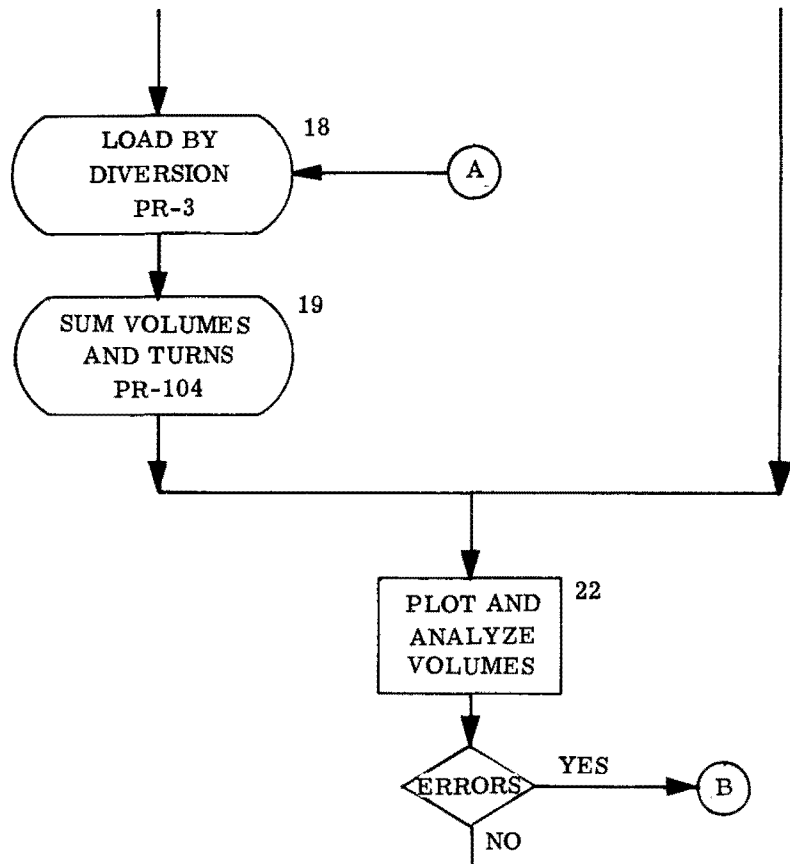 18
LOAD BY
DIVERSION
PR-3
A
19
SUM VOLUMES
AND TURNS
PR-104
22
PLOT AND
ANALYZE
VOLUMES
ERRORS
YES
B
NO